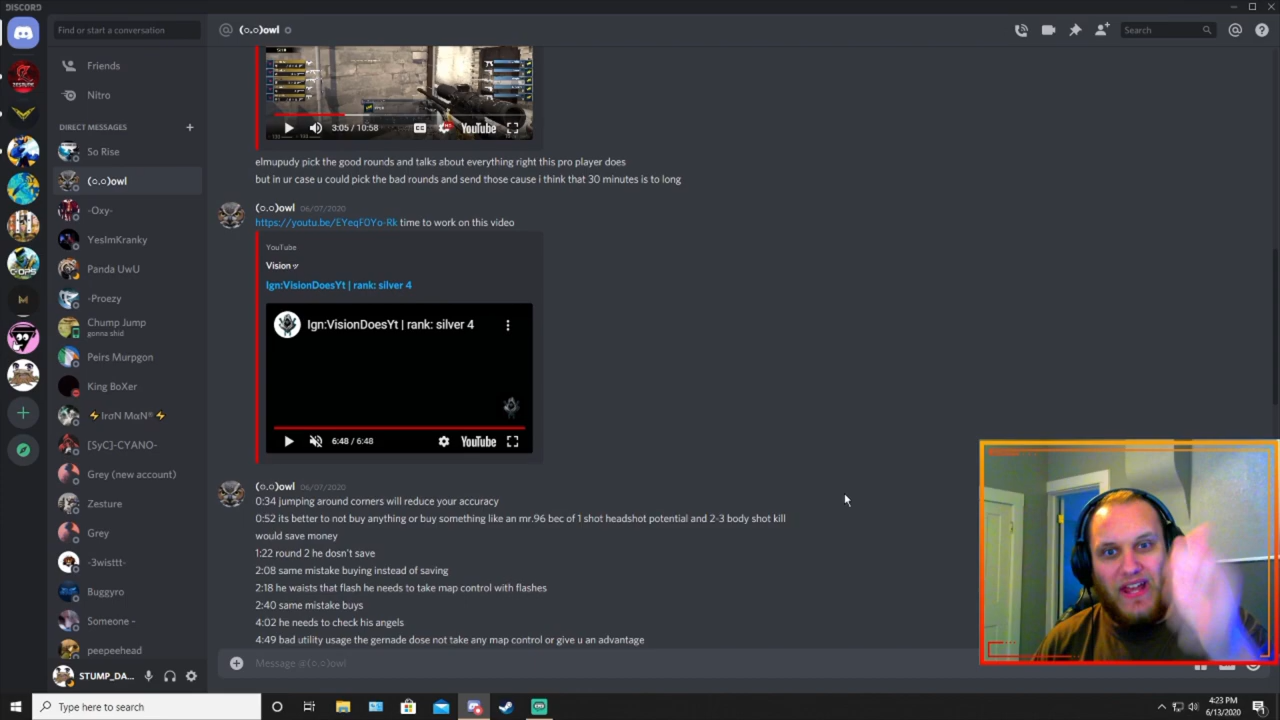 DISCORD
Find or start a conversation
(o.o)owl
Search
Friends
Nitro
DIRECT MESSAGES
So Rise
(o.o)owl
-Oxy-
YesImKranky
Panda UwU
-Proezy
Chump Jump
gonna shid
Peirs Murpgon
King BoXer
⚡ IrαN MαN® ⚡
[SyC]-CYANO-
Grey (new account)
Zesture
Grey
-3wisttt-
Buggyro
Someone -
peepeehead
STUMP_DA...
3:05 / 10:58
CC
YouTube
elmupudy pick the good rounds and talks about everything right this pro player does
but in ur case u could pick the bad rounds and send those cause i think that 30 minutes is to long
(o.o)owl 06/07/2020
https://youtu.be/EYeqF0Yo-Rk time to work on this video
YouTube
Vision ツ
Ign:VisionDoesYt | rank: silver 4
Ign:VisionDoesYt | rank: silver 4
6:48 / 6:48
YouTube
(o.o)owl 06/07/2020
0:34 jumping around corners will reduce your accuracy
0:52 its better to not buy anything or buy something like an mr.96 bec of 1 shot headshot potential and 2-3 body shot kill
would save money
1:22 round 2 he dosn't save
2:08 same mistake buying instead of saving
2:18 he waists that flash he needs to take map control with flashes
2:40 same mistake buys
4:02 he needs to check his angels
4:49 bad utility usage the gernade dose not take any map control or give u an advantage
Message @(o.o)owl
Type here to search
4:23 PM
6/13/2020